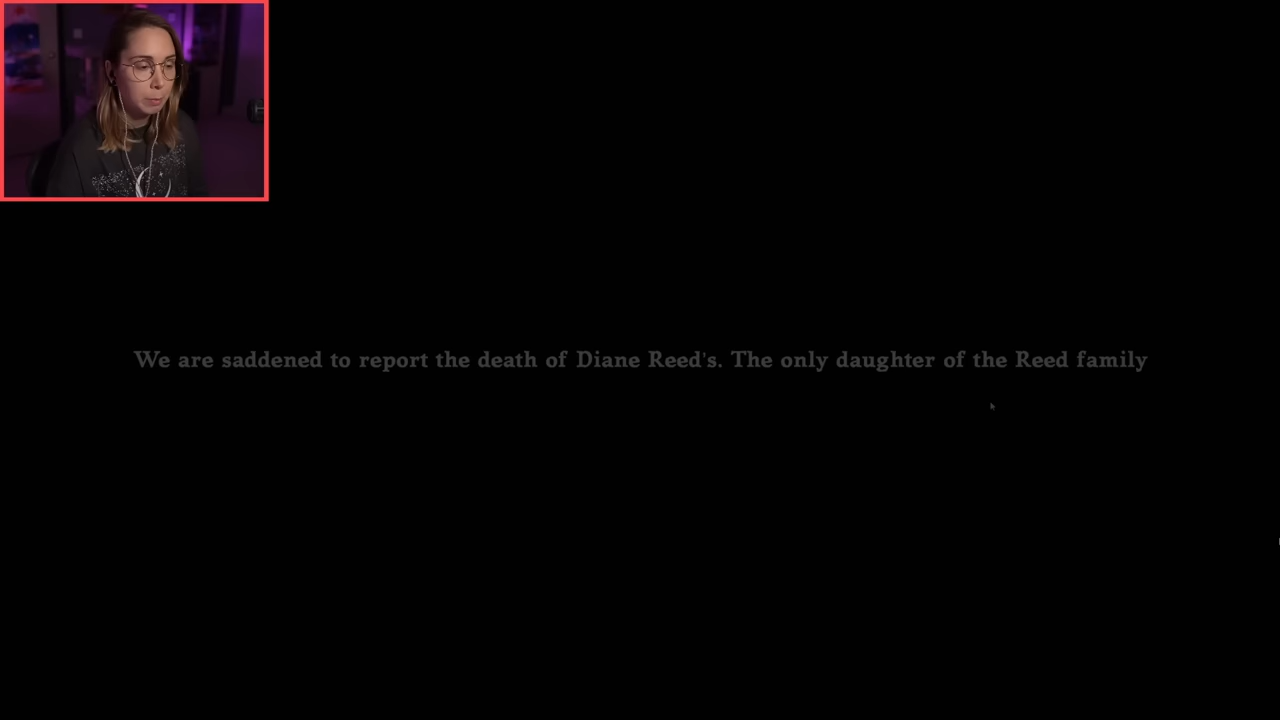 We are saddened to report the death of Diane Reed's. The only daughter of the Reed family